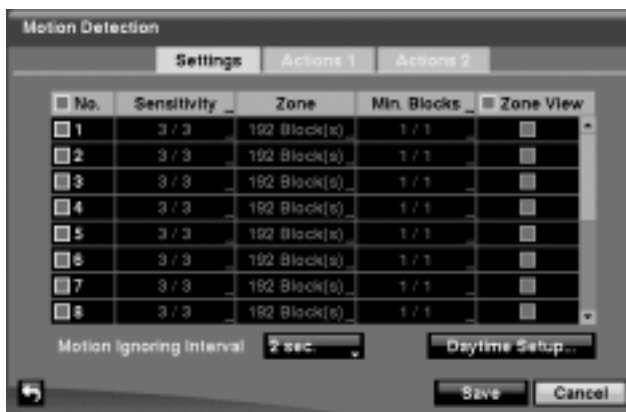 Motion Detection
Settings Actions 1 Actions 2
No. Sensitivity Zone Min. Blocks Zone View
1 3 / 3 192 Block(s) 1 / 1
2 3 / 3 192 Block(s) 1 / 1
3 3 / 3 192 Block(s) 1 / 1
4 3 / 3 192 Block(s) 1 / 1
5 3 / 3 192 Block(s) 1 / 1
6 3 / 3 192 Block(s) 1 / 1
7 3 / 3 192 Block(s) 1 / 1
8 3 / 3 192 Block(s) 1 / 1
Motion Ignoring Interval 2 sec. Daytime Setup...
Save Cancel